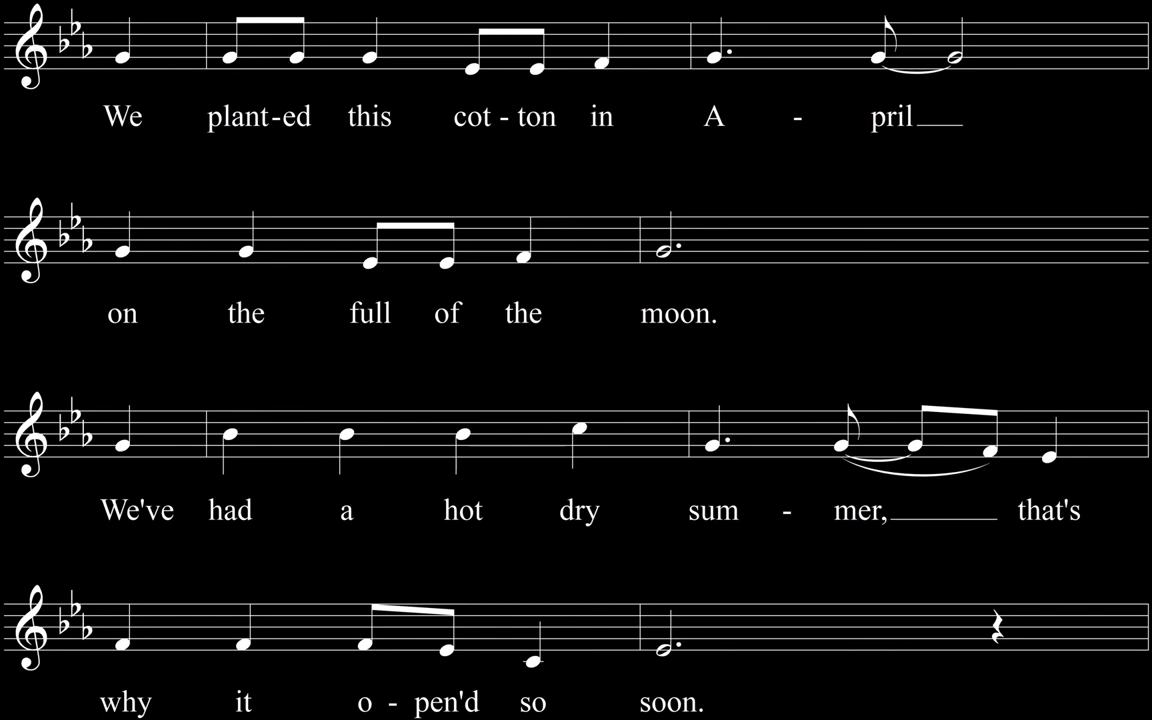 We plant-ed this cot - ton in A - pril
on the full of the moon.
We've had a hot dry sum - mer, that's
why it o - pen'd so soon.